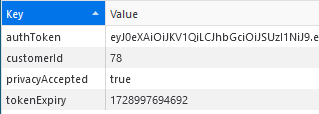 Key Value
authToken eyJ0eXAiOiJKV1QiLCJhbGciOiJSUzI1NiJ9.e
customerId 78
privacyAccepted true
tokenExpiry 1728997694692